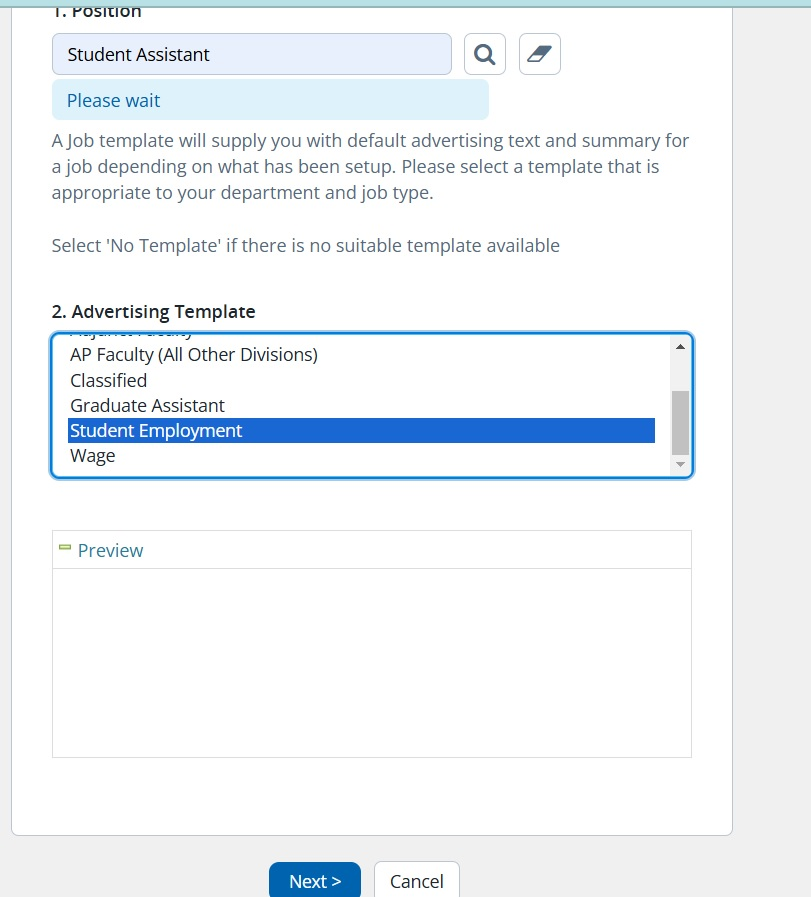 1. Position
Student Assistant
Please wait
A Job template will supply you with default advertising text and summary for
a job depending on what has been setup. Please select a template that is
appropriate to your department and job type.
Select 'No Template' if there is no suitable template available
2. Advertising Template
Adjunct Faculty
AP Faculty (All Other Divisions)
Classified
Graduate Assistant
Student Employment
Wage
Preview
Next >
Cancel